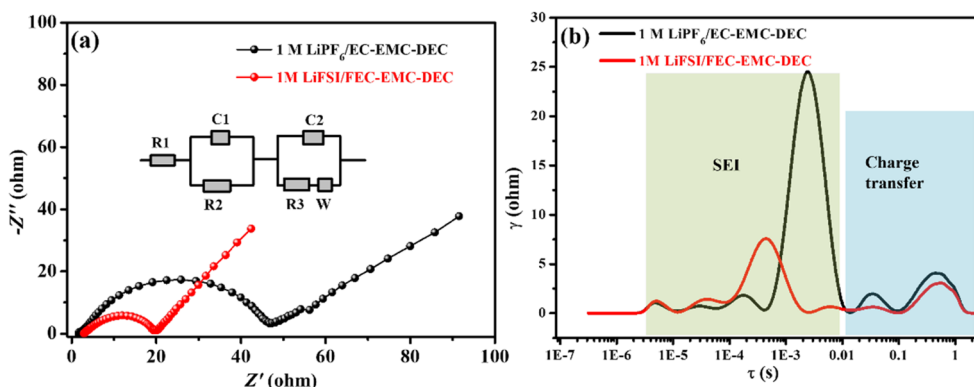 (a)
1 M LiPF6/EC-EMC-DEC
1M LiFSI/FEC-EMC-DEC
R1
C1
R2
C2
R3
W
-Z'' (ohm)
-100
-80
-60
-40
-20
0
0
20
40
60
80
100
Z' (ohm)
(b)
1 M LiPF6/EC-EMC-DEC
1M LiFSI/FEC-EMC-DEC
SEI
Charge
transfer
γ (ohm)
30
25
20
15
10
5
0
1E-7
1E-6
1E-5
1E-4
1E-3
0.01
0.1
1
τ (s)